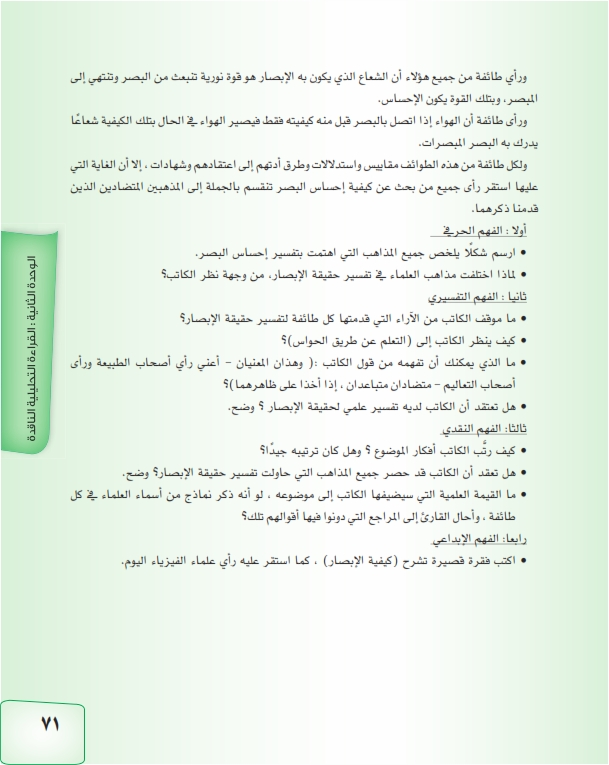 ورأي طائفة من جميع هؤلاء أن الشعاع الذي يكون به الإبصار هو قوة نورية تنبعث من البصر وتنتهي إلى
المبصر، وبتلك القوة يكون الإحساس.
ورأى طائفة أن الهواء إذا اتصل بالبصر قبل منه كيفيته فقط فيصير الهواء في الحال بتلك الكيفية شعاعًا
يدرك به البصر المبصرات.
ولكل طائفة من هذه الطوائف مقاييس واستدلالات وطرق أدتهم إلى اعتقادهم وشهادات ، إلا أن الغاية التي
عليها استقر رأى جميع من بحث عن كيفية إحساس البصر تنقسم بالجملة إلى المذهبين المتضادين الذين
قدمنا ذكرهما.
أولا : الفهم الحرفي
• ارسم شكلًا يلخص جميع المذاهب التي اهتمت بتفسير إحساس البصر.
• لماذا اختلفت مذاهب العلماء في تفسير حقيقة الإبصار، من وجهة نظر الكاتب؟
ثانيا : الفهم التفسيري
• ما موقف الكاتب من الآراء التي قدمتها كل طائفة لتفسير حقيقة الإبصار؟
• كيف ينظر الكاتب إلى (التعلم عن طريق الحواس)؟
• ما الذي يمكنك أن تفهمه من قول الكاتب :( وهذان المعنيان – أعني رأي أصحاب الطبيعة ورأى
أصحاب التعاليم – متضادان متباعدان ، إذا أخذا على ظاهرهما)؟
• هل تعتقد أن الكاتب لديه تفسير علمي لحقيقة الإبصار ؟ وضح.
ثالثا: الفهم النقدي
• كيف رتَّب الكاتب أفكار الموضوع ؟ وهل كان ترتيبه جيدًا؟
• هل تعقد أن الكاتب قد حصر جميع المذاهب التي حاولت تفسير حقيقة الإبصار؟ وضح.
• ما القيمة العلمية التي سيضيفها الكاتب إلى موضوعه ، لو أنه ذكر نماذج من أسماء العلماء في كل
طائفة ، وأحال القارئ إلى المراجع التي دونوا فيها أقوالهم تلك؟
رابعا: الفهم الإبداعي
• اكتب فقرة قصيرة تشرح (كيفية الإبصار) ، كما استقر عليه رأي علماء الفيزياء اليوم.
الوحدة الثانية : القراءة التحليلية الناقدة
٧١